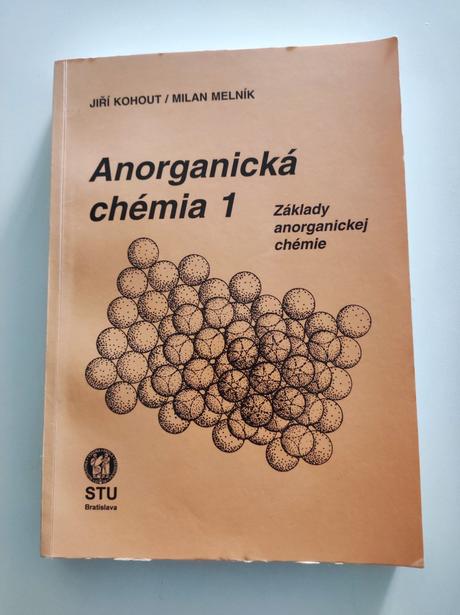 JIŘÍ KOHOUT / MILAN MELNÍK
Anorganická
chémia 1
Základy
anorganickej
chémie
STU
Bratislava